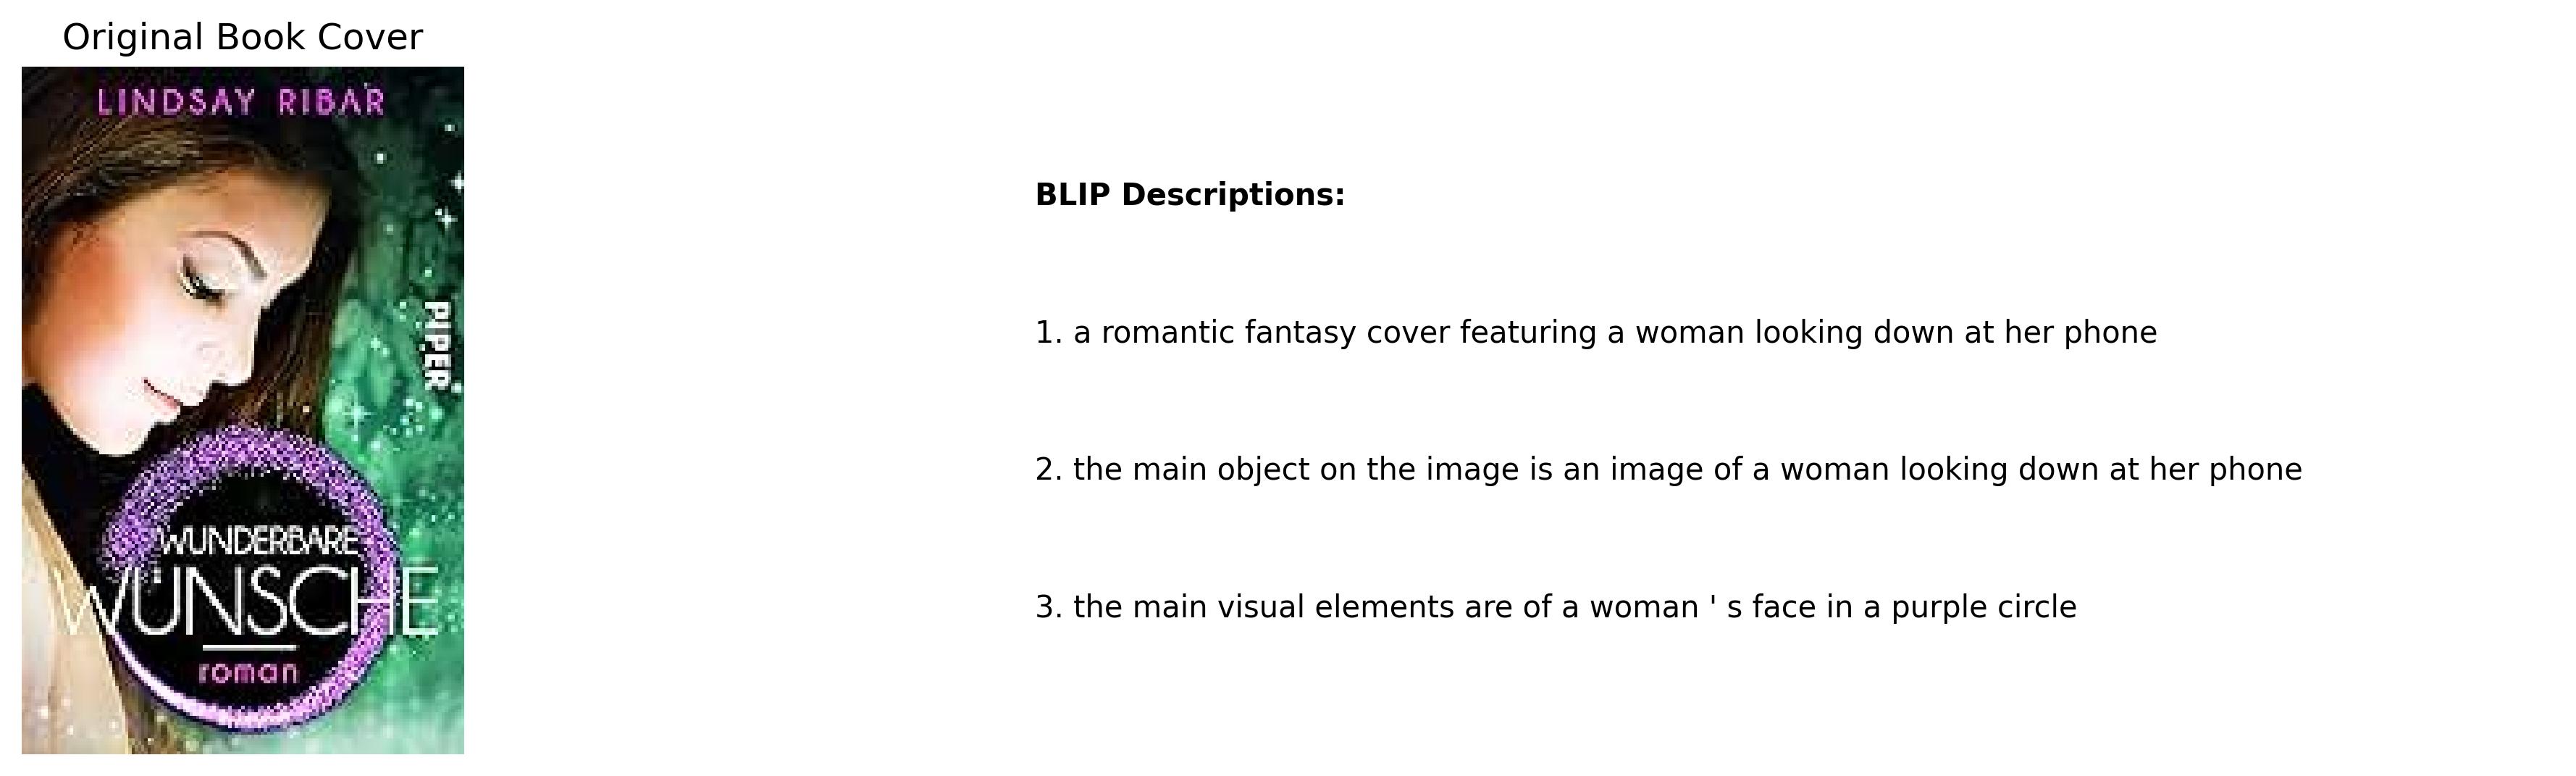 Original Book Cover
LINDSAY RIBAR
PIPER
WUNDERBARE
WÜNSCHE
roman
BLIP Descriptions:
1. a romantic fantasy cover featuring a woman looking down at her phone
2. the main object on the image is an image of a woman looking down at her phone
3. the main visual elements are of a woman ' s face in a purple circle